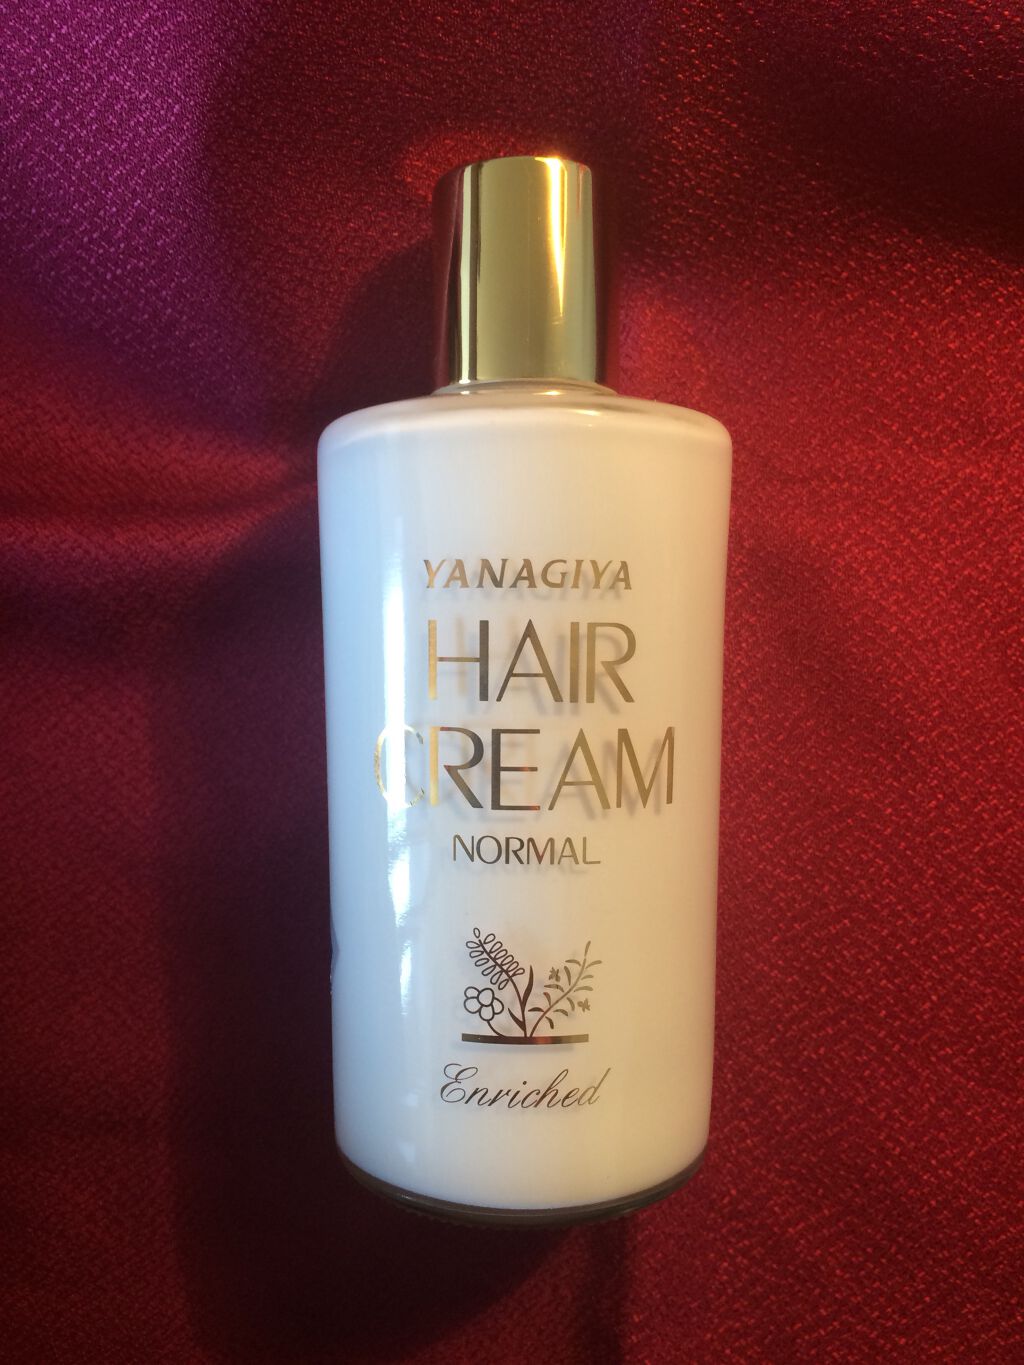 YANAGIYA
HAIR
CREAM
NORMAL
Enriched